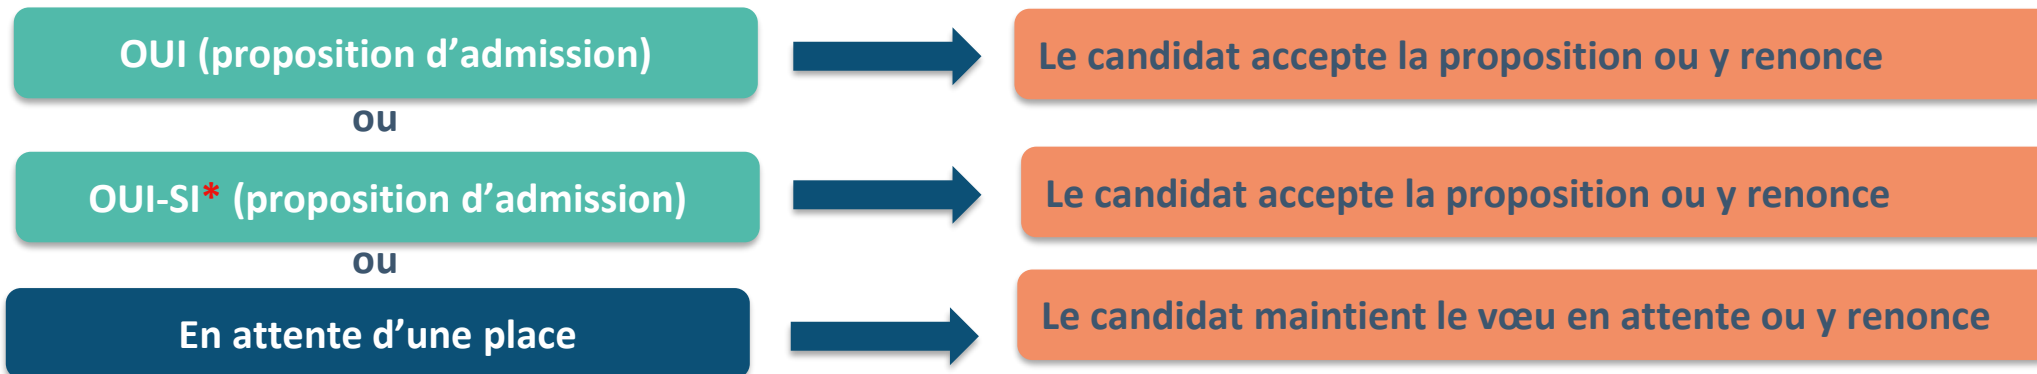 OUI (proposition d’admission)
Le candidat accepte la proposition ou y renonce
ou
OUI-SI* (proposition d’admission)
Le candidat accepte la proposition ou y renonce
ou
En attente d’une place
Le candidat maintient le vœu en attente ou y renonce